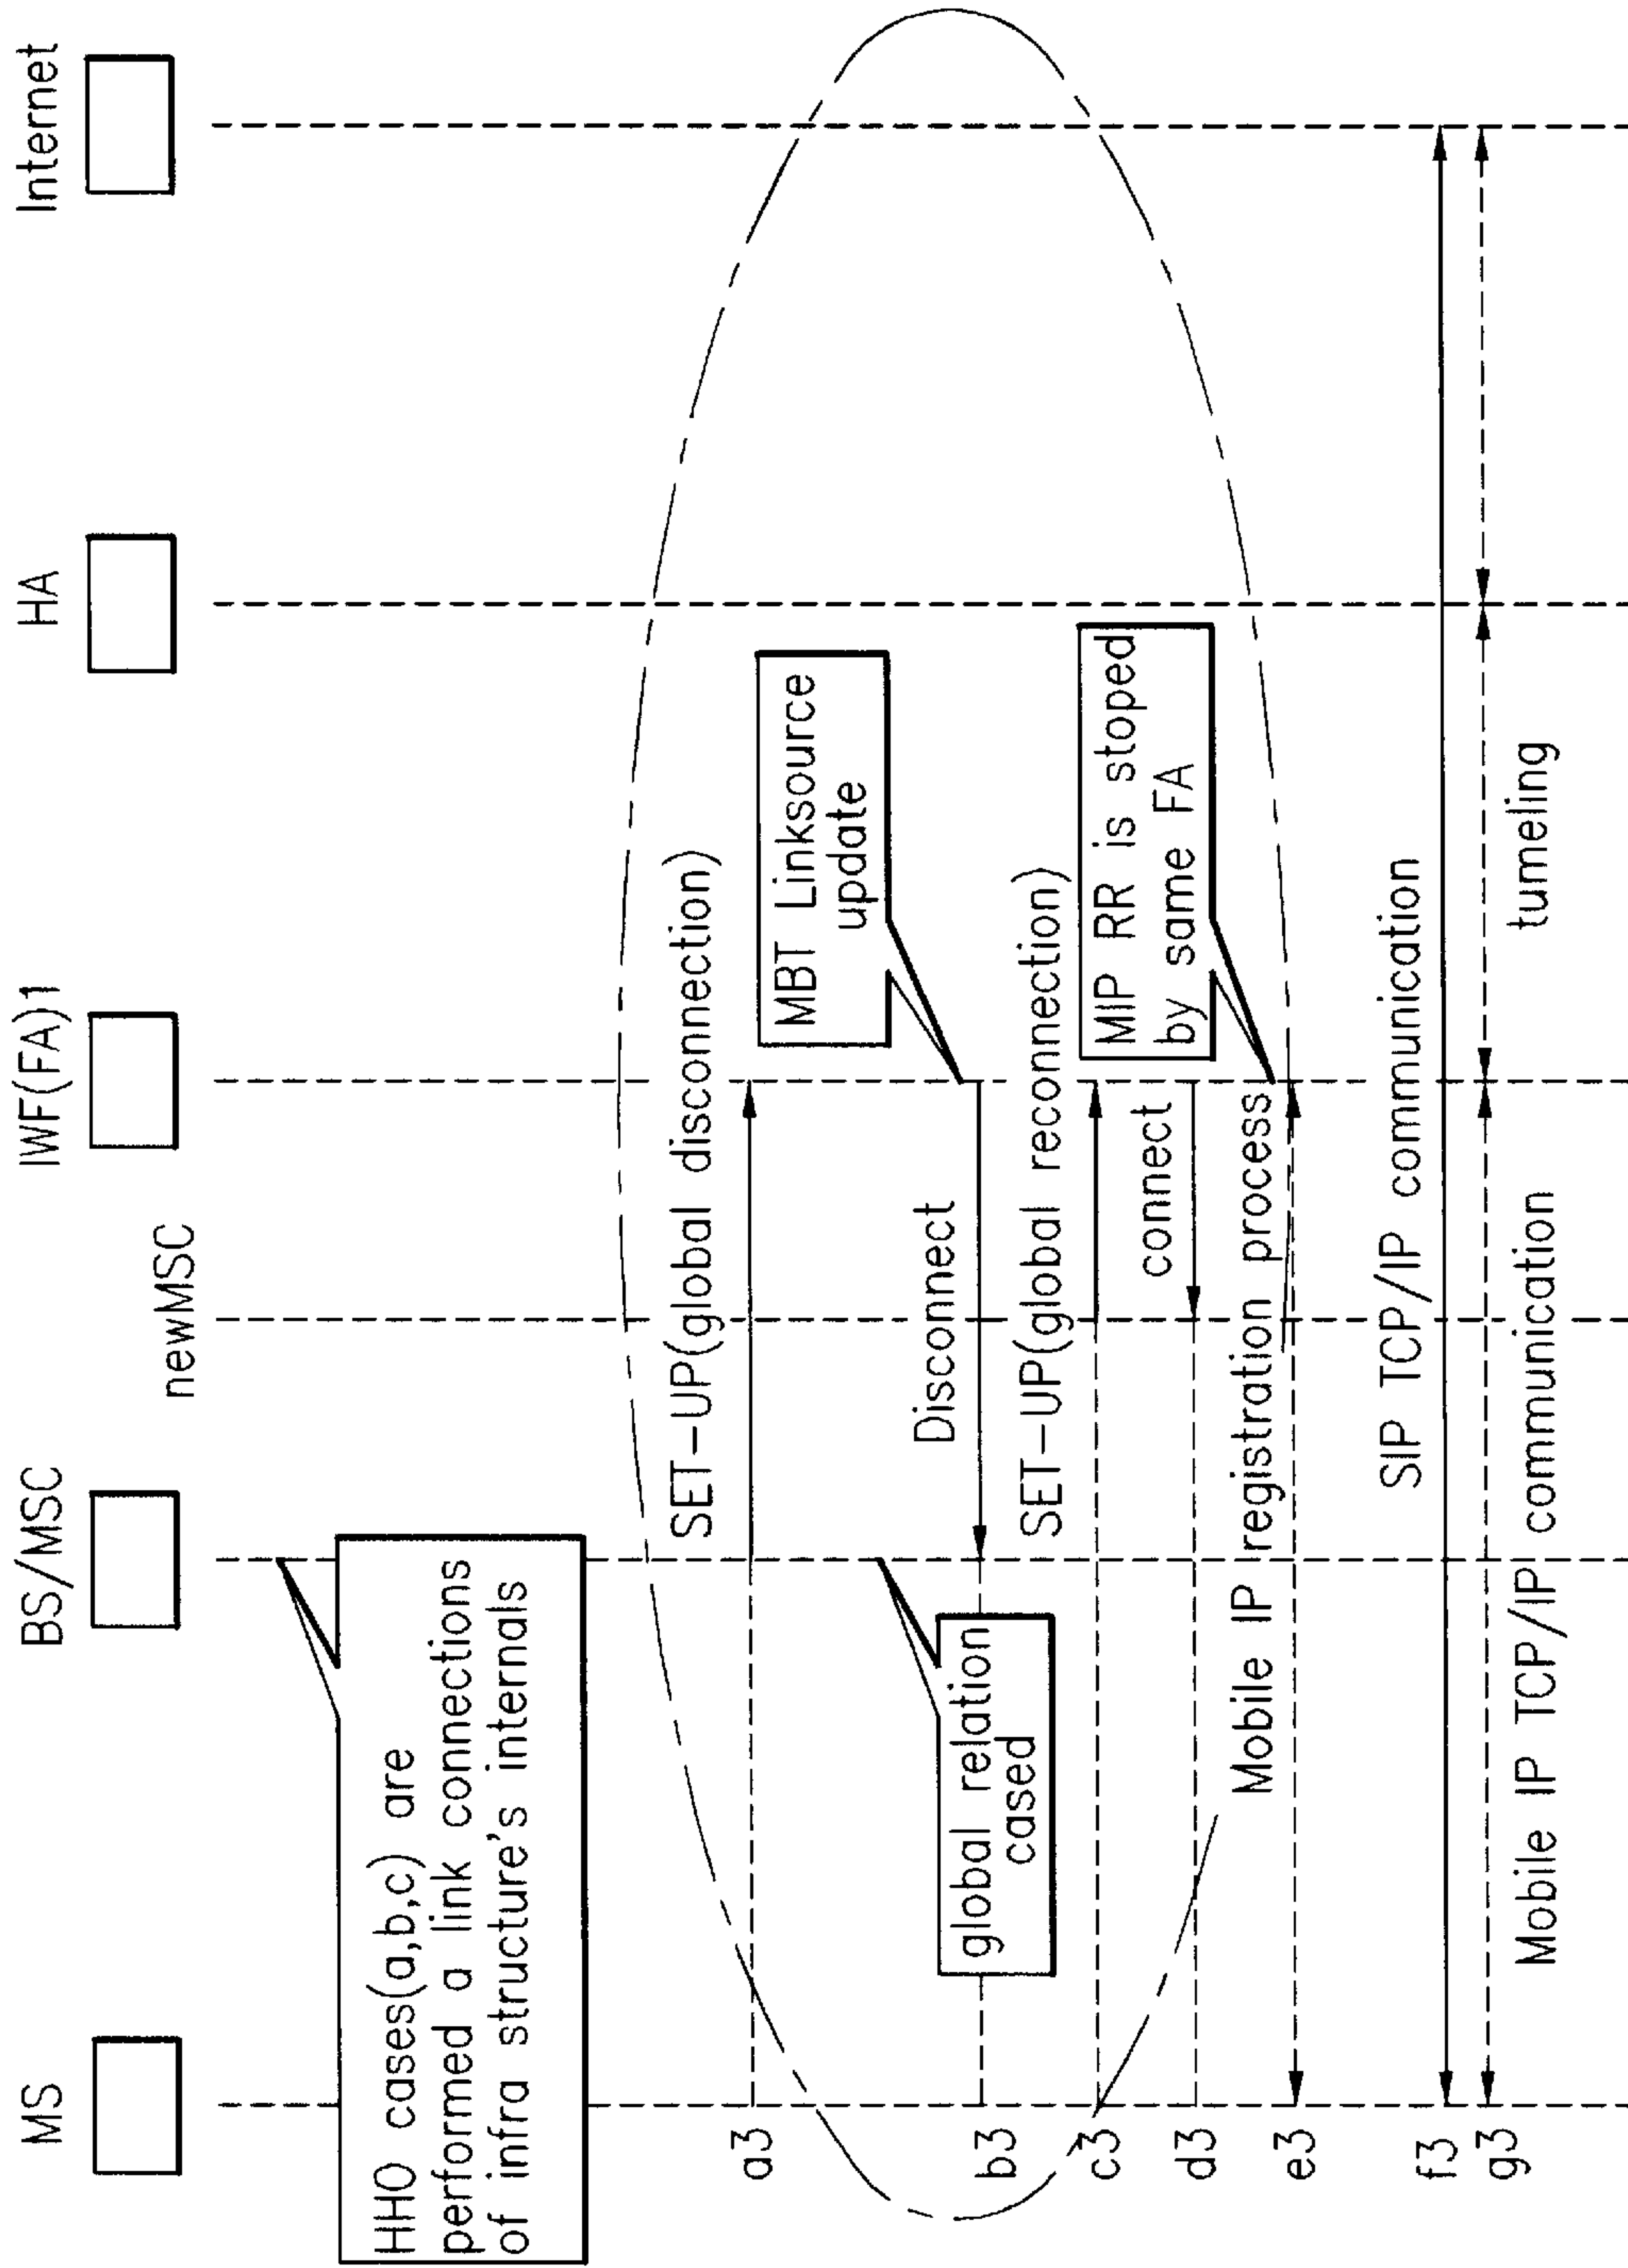 MS
BS/MSC
newMSC
IWF(FA)1
HA
Internet
HHO cases(a,b,c) are
performed a link connections
of infra structure's internals
a3
SET-UP(global disconnection)
MBT Linksource
update
b3
global relation
cased
Disconnect
c3
SET-UP(global reconnection)
MIP RR is stoped
by same FA
d3
connect
e3
Mobile IP registration process
f3
SIP TCP/IP communication
g3
Mobile IP TCP/IP communication
tumeling